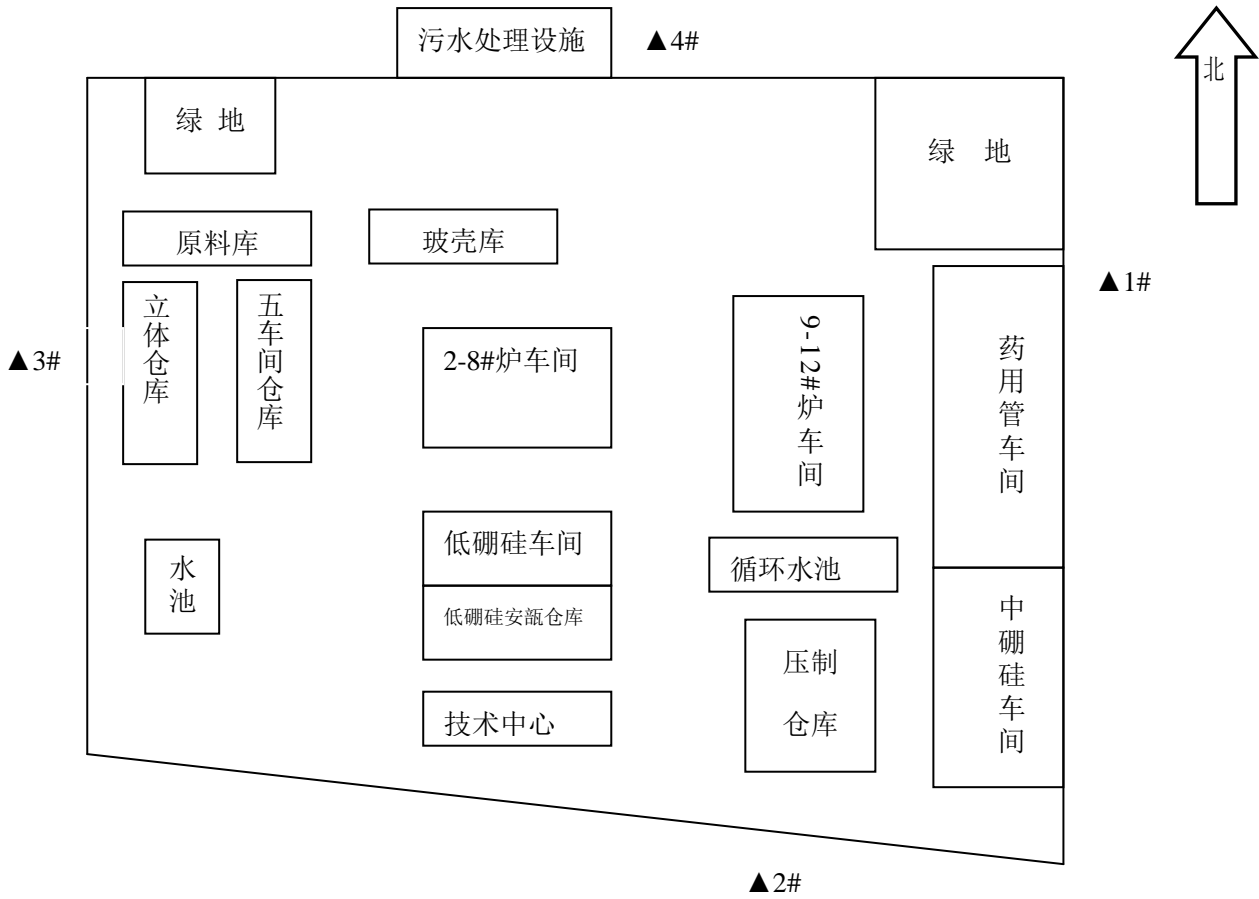 污水处理设施
▲4#
北
绿 地
绿 地
原料库
玻壳库
▲1#
立体仓库
五车间仓库
9-12#炉车间
药用管车间
▲3#
2-8#炉车间
低硼硅车间
循环水池
水池
低硼硅安瓿仓库
中硼硅车间
压制
仓库
技术中心
▲2#